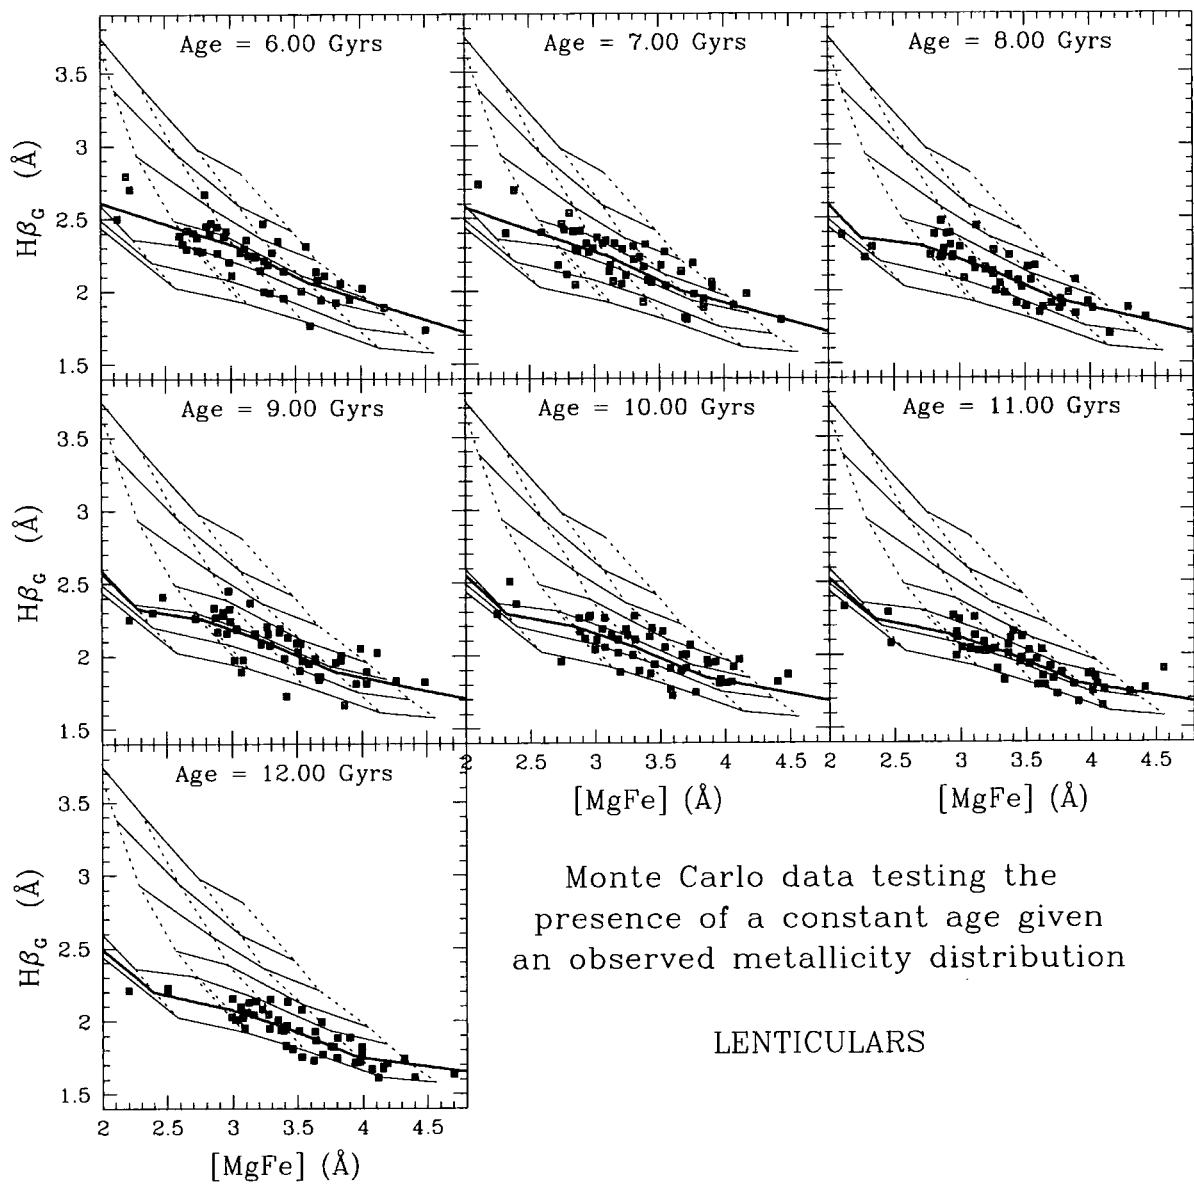 Age = 6.00 Gyrs
Age = 7.00 Gyrs
Age = 8.00 Gyrs
3.5
3
2.5
2
1.5
Hβ_G (Å)
Age = 9.00 Gyrs
Age = 10.00 Gyrs
Age = 11.00 Gyrs
3.5
3
2.5
2
1.5
Hβ_G (Å)
2 2.5 3 3.5 4 4.5
2 2.5 3 3.5 4 4.5
[MgFe] (Å)
[MgFe] (Å)
Age = 12.00 Gyrs
3.5
3
2.5
2
1.5
Hβ_G (Å)
2 2.5 3 3.5 4 4.5
[MgFe] (Å)
Monte Carlo data testing the
presence of a constant age given
an observed metallicity distribution
LENTICULARS